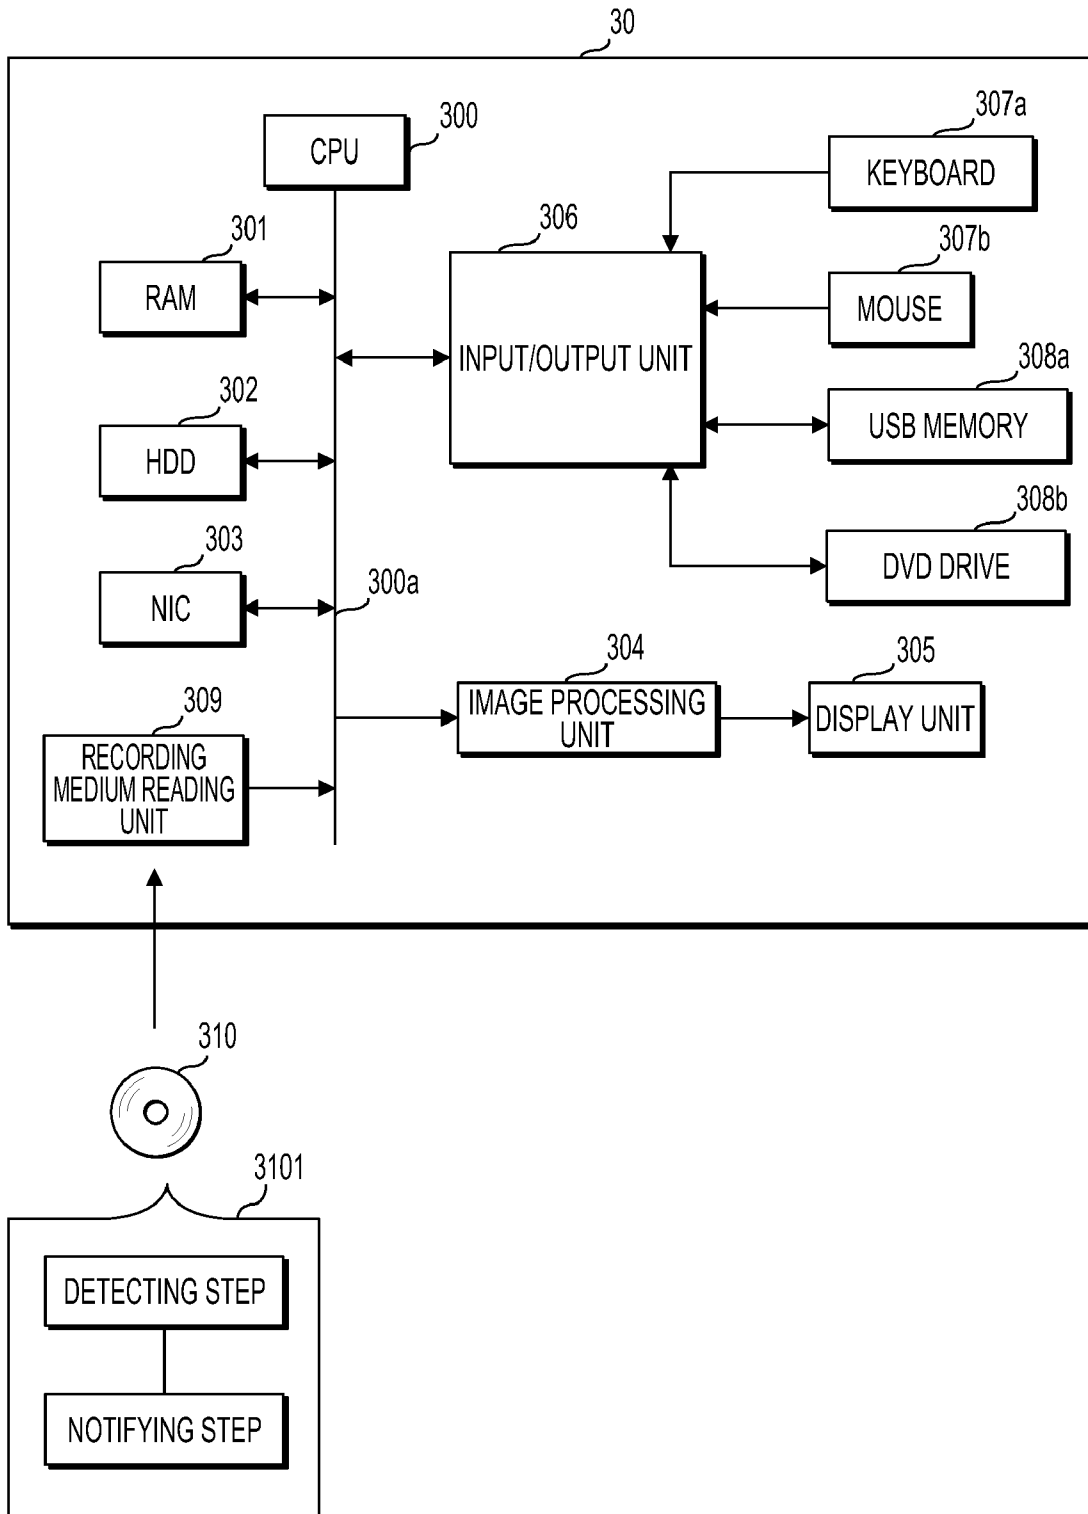 30
CPU
300
307a
KEYBOARD
301
RAM
306
INPUT/OUTPUT UNIT
307b
MOUSE
302
HDD
308a
USB MEMORY
303
NIC
300a
308b
DVD DRIVE
304
IMAGE PROCESSING
UNIT
305
DISPLAY UNIT
309
RECORDING
MEDIUM READING
UNIT
310
3101
DETECTING STEP
NOTIFYING STEP